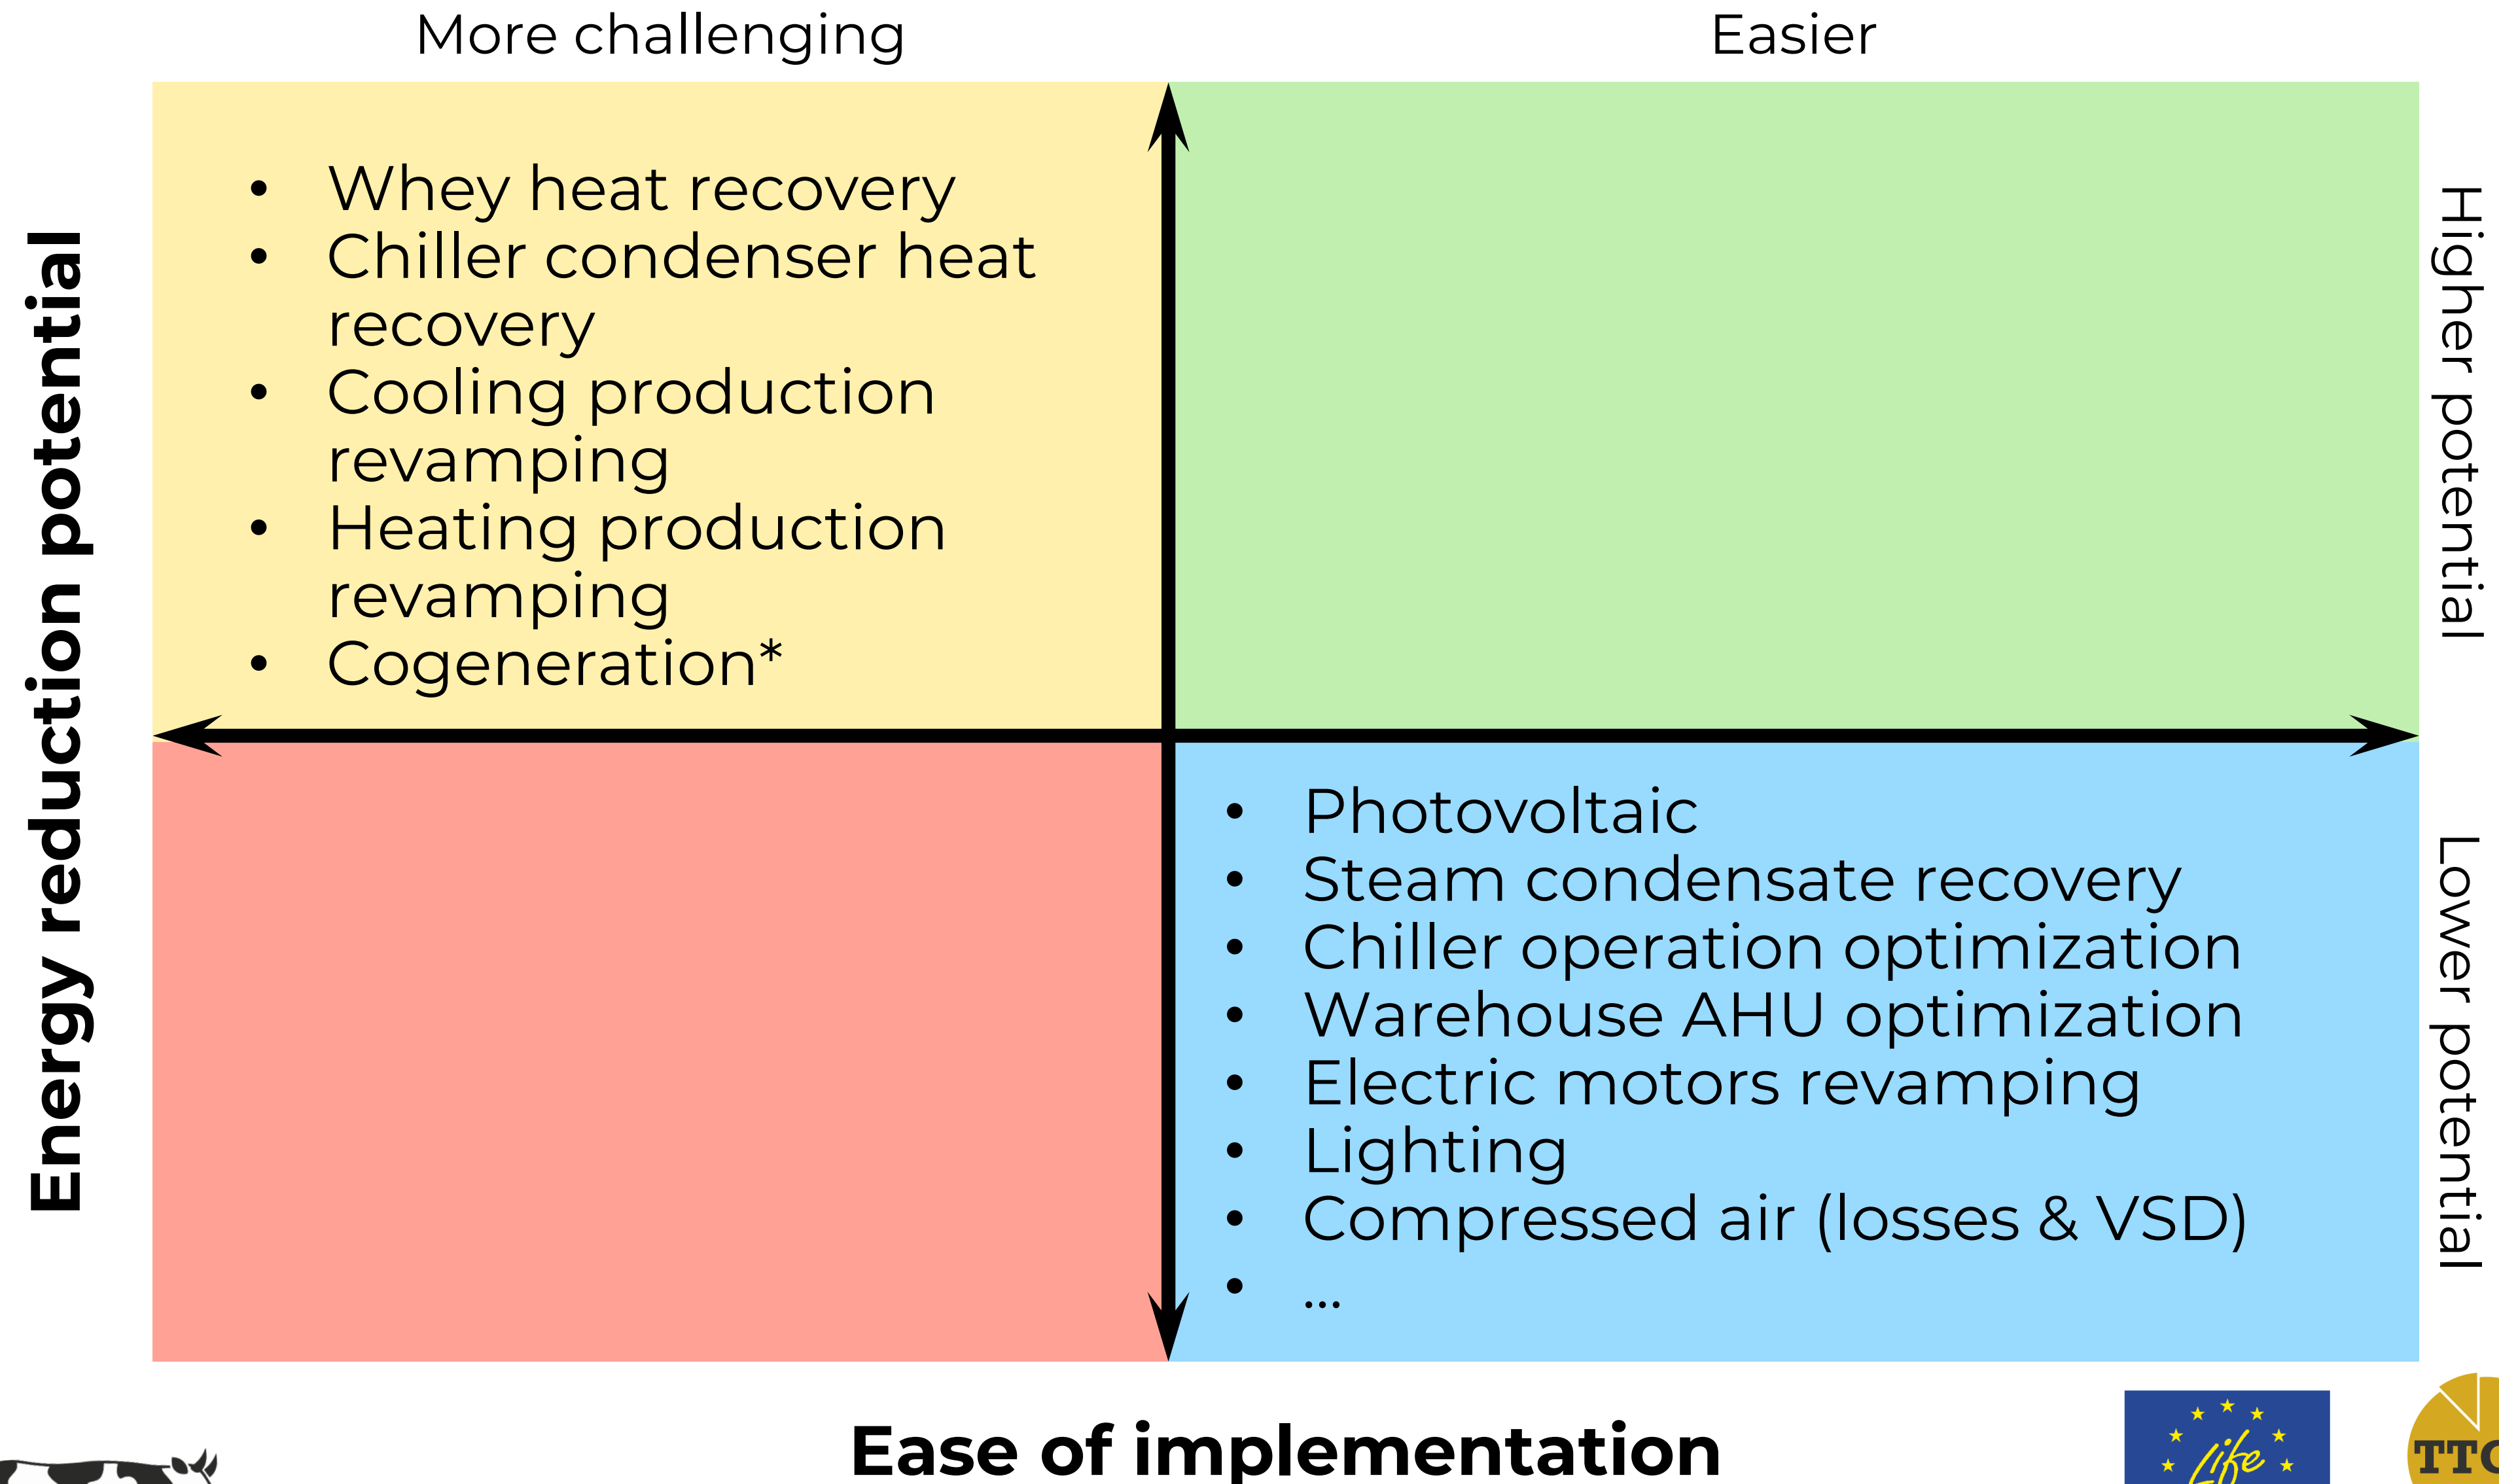 More challenging
Easier
Energy reduction potential
• Whey heat recovery
• Chiller condenser heat
recovery
• Cooling production
revamping
• Heating production
revamping
• Cogeneration*
Higher potential
• Photovoltaic
• Steam condensate recovery
• Chiller operation optimization
• Warehouse AHU optimization
• Electric motors revamping
• Lighting
• Compressed air (losses & VSD)
• ...
Lower potential
Ease of implementation
life